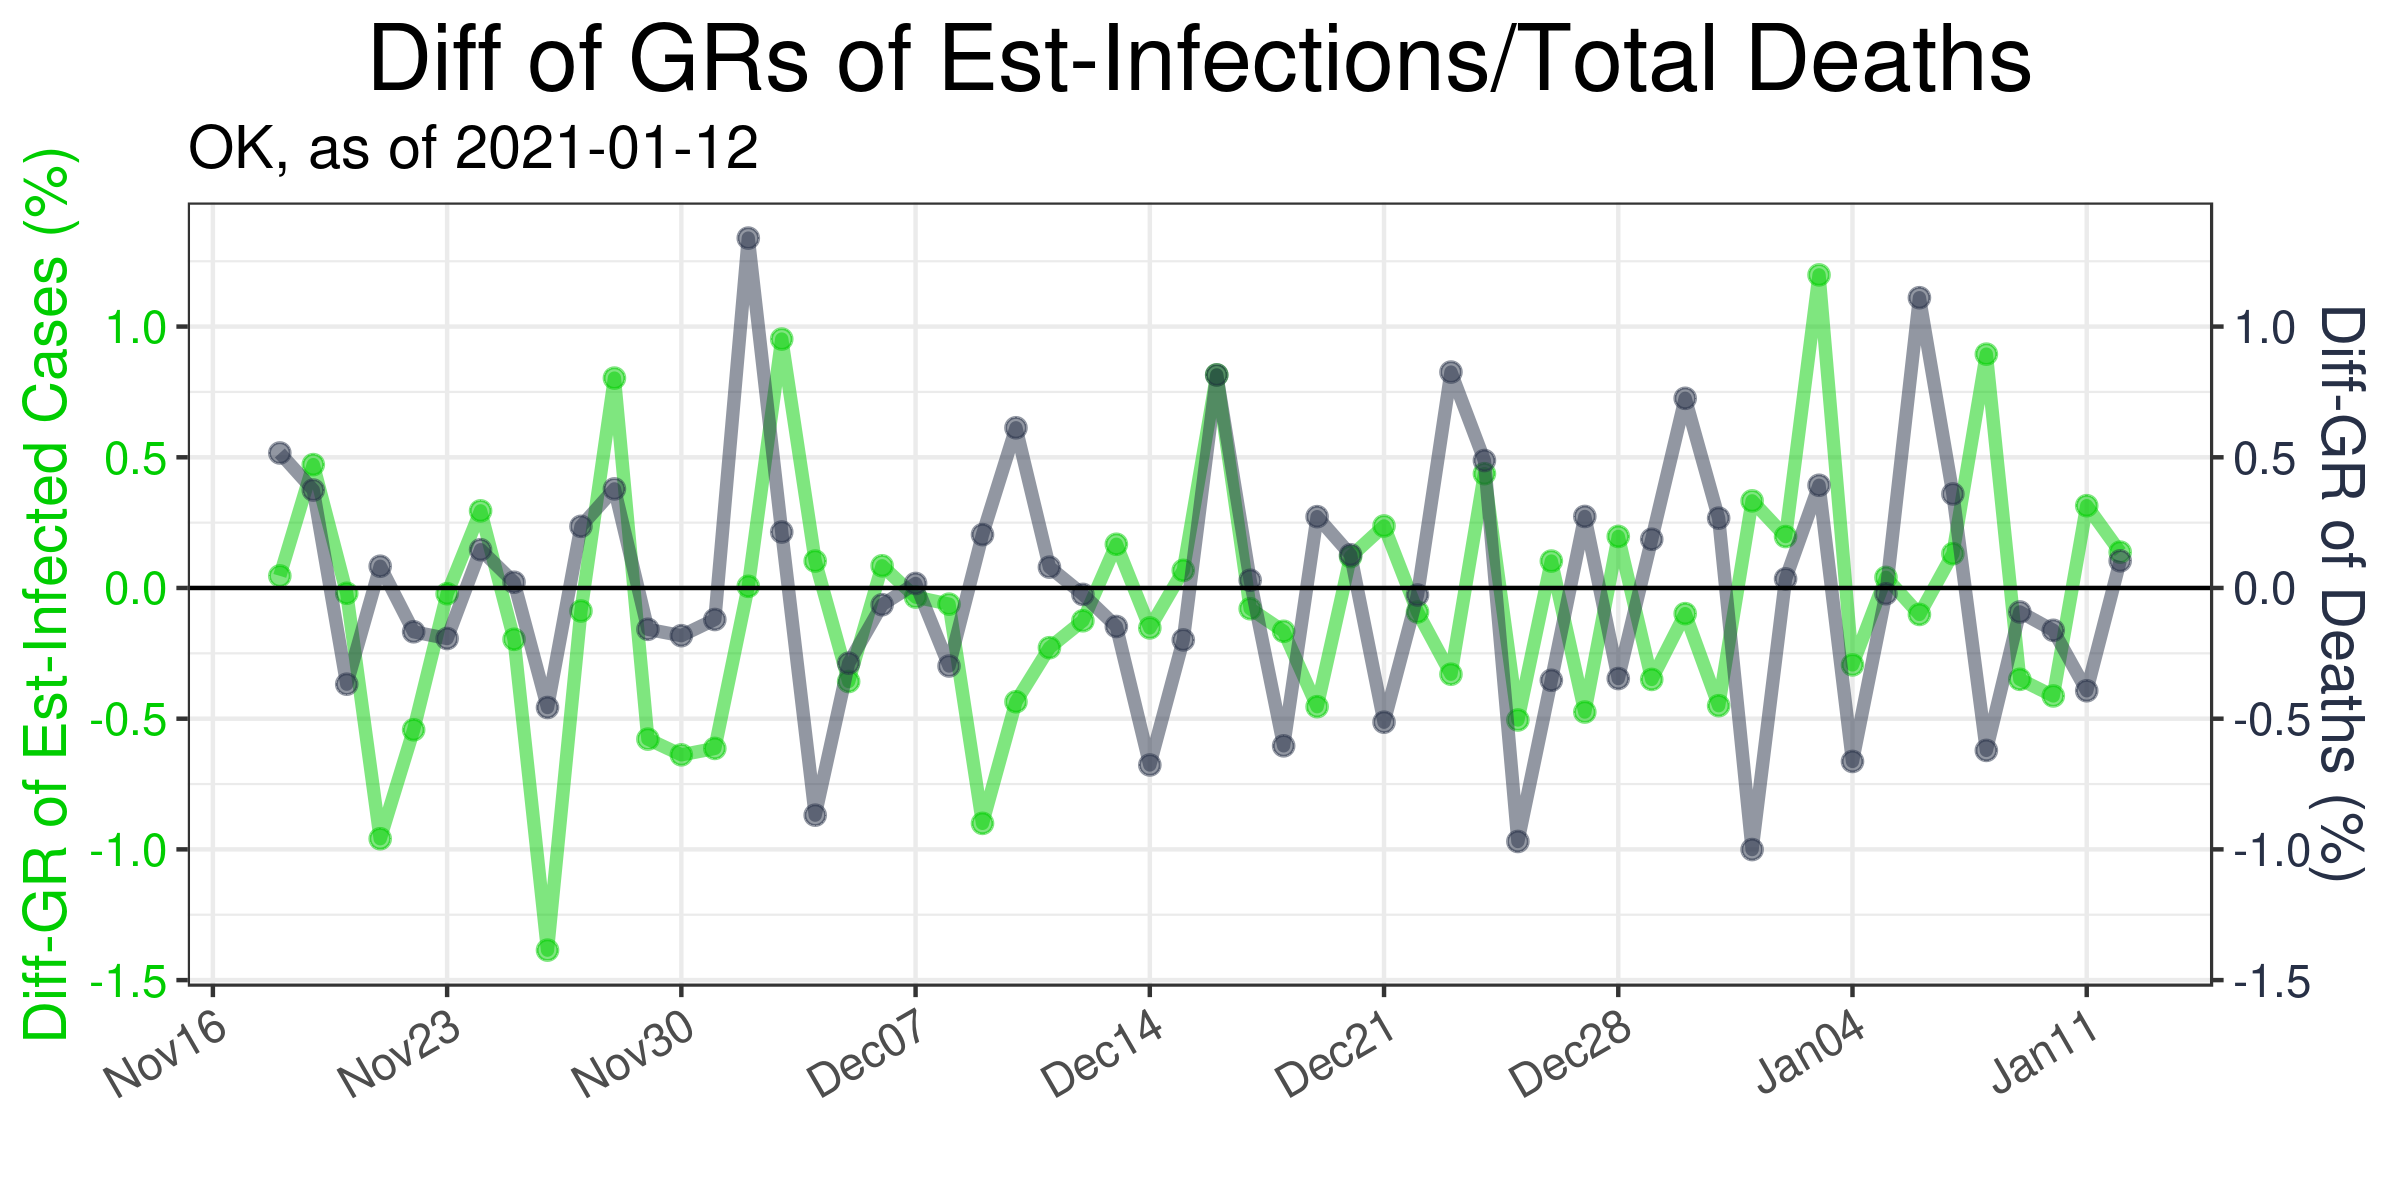 Diff of GRs of Est-Infections/Total Deaths
OK, as of 2021-01-12
Diff-GR of Est-Infected Cases (%)
1.0
0.5
0.0
-0.5
-1.0
-1.5
1.0
0.5
0.0
-0.5
-1.0
-1.5
Diff-GR of Deaths (%)
Nov16
Nov23
Nov30
Dec07
Dec14
Dec21
Dec28
Jan04
Jan11